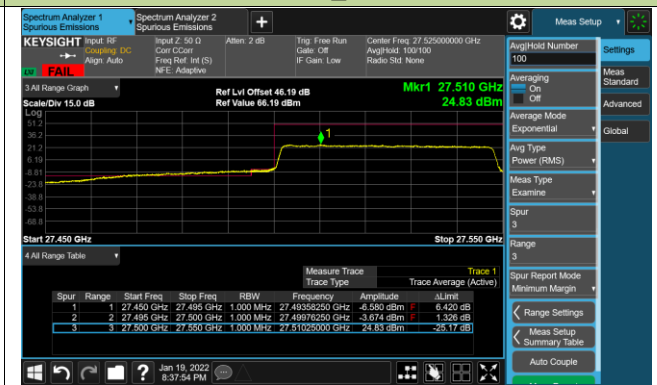 Spectrum Analyzer 1
Spurious Emissions
Spectrum Analyzer 2
Spurious Emissions
+
Meas Setup
KEYSIGHT
Input: RF
Coupling: DC
Align: Auto
Input Z: 50 Ω
Corr CCorr
Freq Ref: Int (S)
NFE: Adaptive
Atten: 2 dB
Trig: Free Run
Gate: Off
IF Gain: Low
Center Freq: 27.525000000 GHz
Avg|Hold: 100/100
Radio Std: None
FAIL
3 All Range Graph
Scale/Div 15.0 dB
Ref Lvl Offset 46.19 dB
Ref Value 66.19 dBm
Mkr1 27.510 GHz
24.83 dBm
Log
51.2
36.2
21.2
6.19
-8.81
-23.8
-38.8
-53.8
-68.8
1
Start 27.450 GHz
Stop 27.550 GHz
4 All Range Table
Measure Trace Trace 1
Trace Type Trace Average (Active)
Spur Range Start Freq Stop Freq RBW Frequency Amplitude ΔLimit
1 1 27.450 GHz 27.495 GHz 1.000 MHz 27.49358250 GHz -6.580 dBm F 6.420 dB
2 2 27.495 GHz 27.500 GHz 1.000 MHz 27.49976250 GHz -3.674 dBm F 1.326 dB
3 3 27.500 GHz 27.550 GHz 1.000 MHz 27.51025000 GHz 24.83 dBm -25.17 dB
Avg|Hold Number
100
Averaging
On
Off
Average Mode
Exponential
Avg Type
Power (RMS)
Meas Type
Examine
Spur
3
Range
3
Spur Report Mode
Minimum Margin
Range Settings
Meas Setup
Summary Table
Auto Couple
Settings
Meas
Standard
Advanced
Global
?
Jan 19, 2022
8:37:54 PM